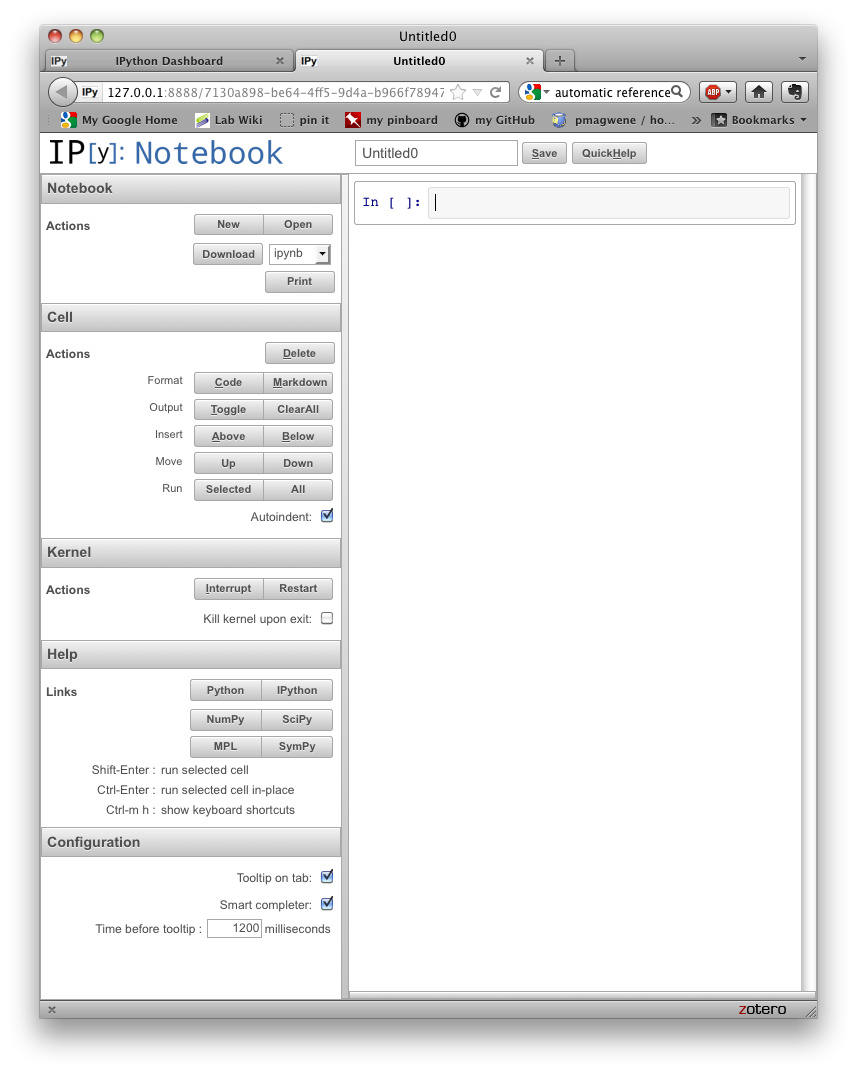 Untitled0
IPy IPython Dashboard IPy Untitled0
IPy 127.0.0.1:8888/7130a898-be64-4ff5-9d4a-b966f78947 automatic reference ABP
My Google Home Lab Wiki pin it my pinboard my GitHub pmagwene / ho... » Bookmarks
IP[y]: Notebook Untitled0 Save QuickHelp
Notebook
In [ ]:
Actions New Open
Download ipynb
Print
Cell
Actions Delete
Format Code Markdown
Output Toggle ClearAll
Insert Above Below
Move Up Down
Run Selected All
Autoindent:
Kernel
Actions Interrupt Restart
Kill kernel upon exit:
Help
Links Python IPython
NumPy SciPy
MPL SymPy
Shift-Enter : run selected cell
Ctrl-Enter : run selected cell in-place
Ctrl-m h : show keyboard shortcuts
Configuration
Tooltip on tab:
Smart completer:
Time before tooltip : 1200 milliseconds
zotero